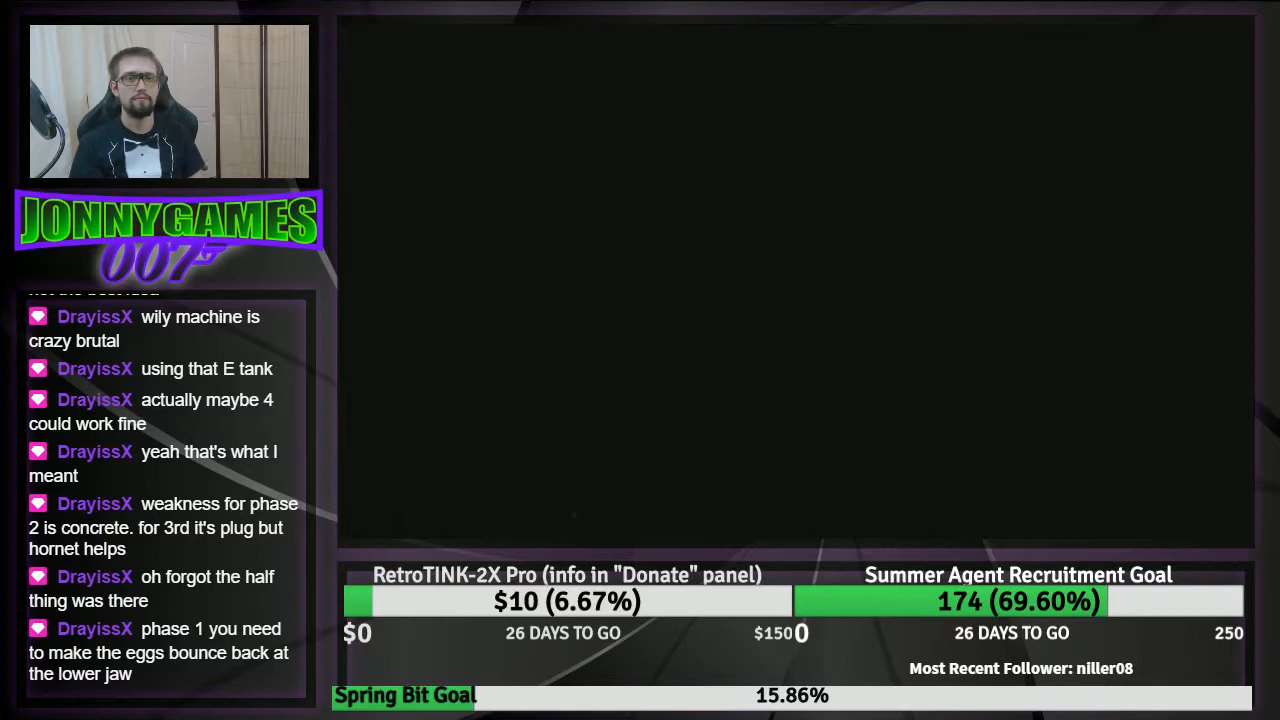 JONNYGAMES
007
DrayissX wily machine is
crazy brutal
DrayissX using that E tank
DrayissX actually maybe 4
could work fine
DrayissX yeah that's what I
meant
DrayissX weakness for phase
2 is concrete. for 3rd it's plug but
hornet helps
DrayissX oh forgot the half
thing was there
DrayissX phase 1 you need
to make the eggs bounce back at
the lower jaw
RetroTINK-2X Pro (info in "Donate" panel)
$10 (6.67%)
$0 26 DAYS TO GO $150
Summer Agent Recruitment Goal
174 (69.60%)
0 26 DAYS TO GO 250
Most Recent Follower: niller08
Spring Bit Goal 15.86%